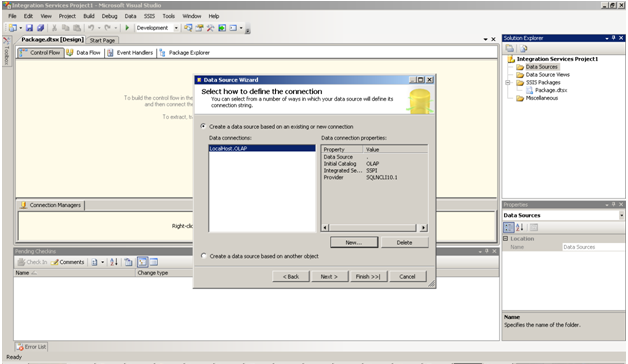 Integration Services Project1 - Microsoft Visual Studio
File Edit View Project Build Debug Data SSIS Tools Window Help
Development
Package.dtsx [Design] Start Page
Control Flow Data Flow Event Handlers Package Explorer
Toolbox
To build the control flow in the
and then connect the
To extract, tr
Connection Managers
Right-clic
Pending Checkins
Check In Comments
Name Change type
Error List
Ready
Data Source Wizard
Select how to define the connection
You can select from a number of ways in which your data source will define its
connection string.
Create a data source based on an existing or new connection
Data connections:
LocalHost.OLAP
Data connection properties:
Property Value
Data Source .
Initial Catalog OLAP
Integrated Se... SSPI
Provider SQLNCLI10.1
New... Delete
Create a data source based on another object
< Back Next > Finish >>| Cancel
Solution Explorer
Integration Services Project1
Data Sources
Data Source Views
SSIS Packages
Package.dtsx
Miscellaneous
Properties
Data Sources
Location
Name Data Sources
Name
Specifies the name of the folder.